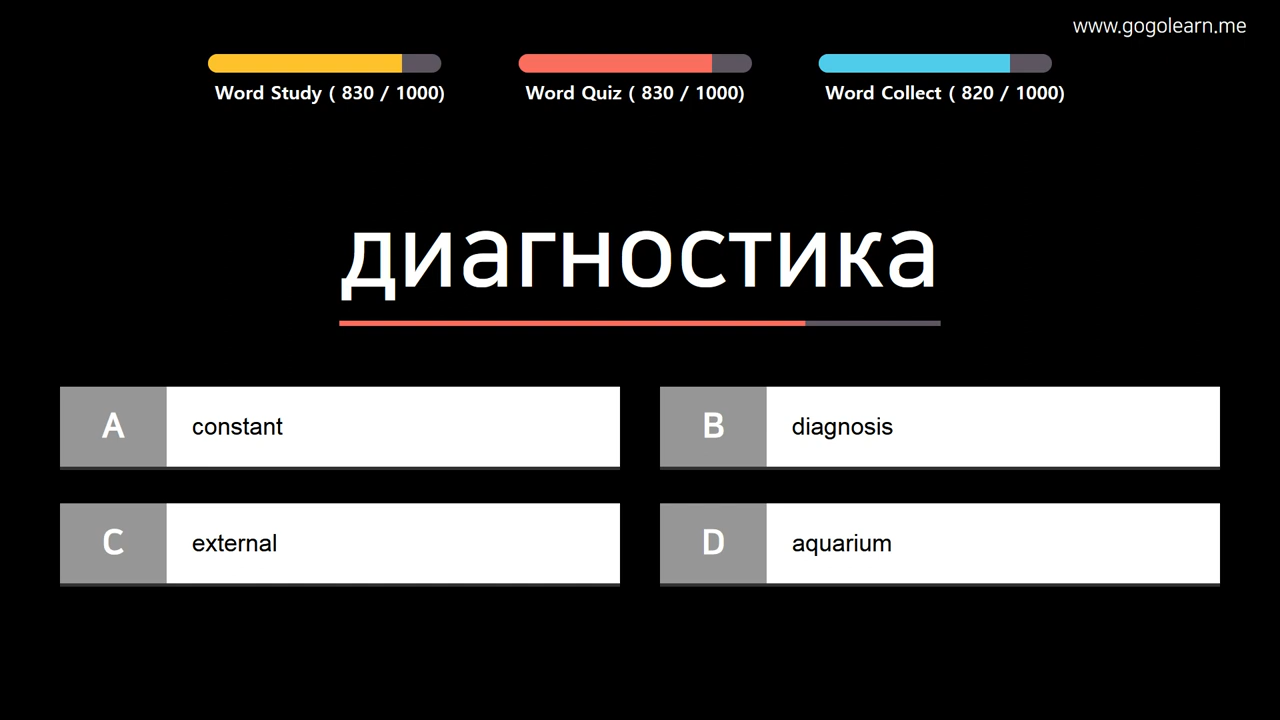 www.gogolearn.me
Word Study ( 830 / 1000)
Word Quiz ( 830 / 1000)
Word Collect ( 820 / 1000)
диагностика
A constant
B diagnosis
C external
D aquarium